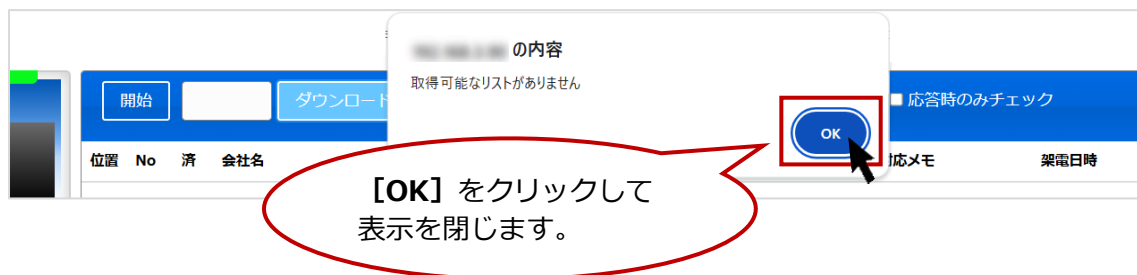 の内容
取得可能なリストがありません
開始
ダウンロード
応答時のみチェック
OK
位置 No 済 会社名
応メモ 架電日時
［OK］をクリックして
表示を閉じます。